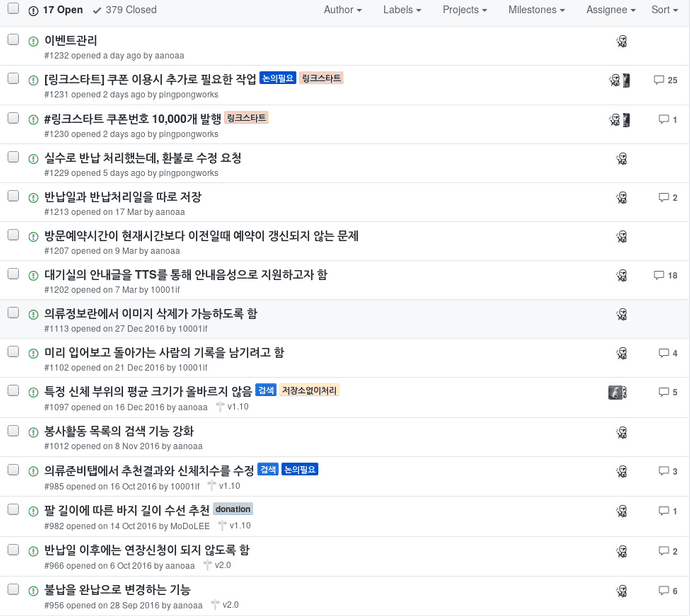 17 Open 379 Closed Author Labels Projects Milestones Assignee Sort
이벤트관리
#1232 opened a day ago by aanoaa
[링크스타트] 쿠폰 이용시 추가로 필요한 작업 논의필요 링크스타트 25
#1231 opened 2 days ago by pingpongworks
#링크스타트 쿠폰번호 10,000개 발행 링크스타트 1
#1230 opened 2 days ago by pingpongworks
실수로 반납 처리했는데, 환불로 수정 요청
#1229 opened 5 days ago by pingpongworks
반납일과 반납처리일을 따로 저장 2
#1213 opened on 17 Mar by aanoaa
방문예약시간이 현재시간보다 이전일때 예약이 갱신되지 않는 문제
#1207 opened on 9 Mar by aanoaa
대기실의 안내글을 TTS를 통해 안내음성으로 지원하고자 함 18
#1202 opened on 7 Mar by 10001if
의류정보란에서 이미지 삭제가 가능하도록 함
#1113 opened on 27 Dec 2016 by 10001if
미리 입어보고 돌아가는 사람의 기록을 남기려고 함 4
#1102 opened on 21 Dec 2016 by 10001if
특정 신체 부위의 평균 크기가 올바르지 않음 검색 저장소없이처리 5
#1097 opened on 16 Dec 2016 by aanoaa v1.10
봉사활동 목록의 검색 기능 강화
#1012 opened on 8 Nov 2016 by aanoaa
의류준비탭에서 추천결과와 신체치수를 수정 검색 논의필요 3
#985 opened on 16 Oct 2016 by 10001if v1.10
팔 길이에 따른 바지 길이 수선 추천 donation 1
#982 opened on 14 Oct 2016 by MoDoLEE v1.10
반납일 이후에는 연장신청이 되지 않도록 함 2
#966 opened on 6 Oct 2016 by aanoaa v2.0
불납을 완납으로 변경하는 기능 6
#956 opened on 28 Sep 2016 by aanoaa v2.0